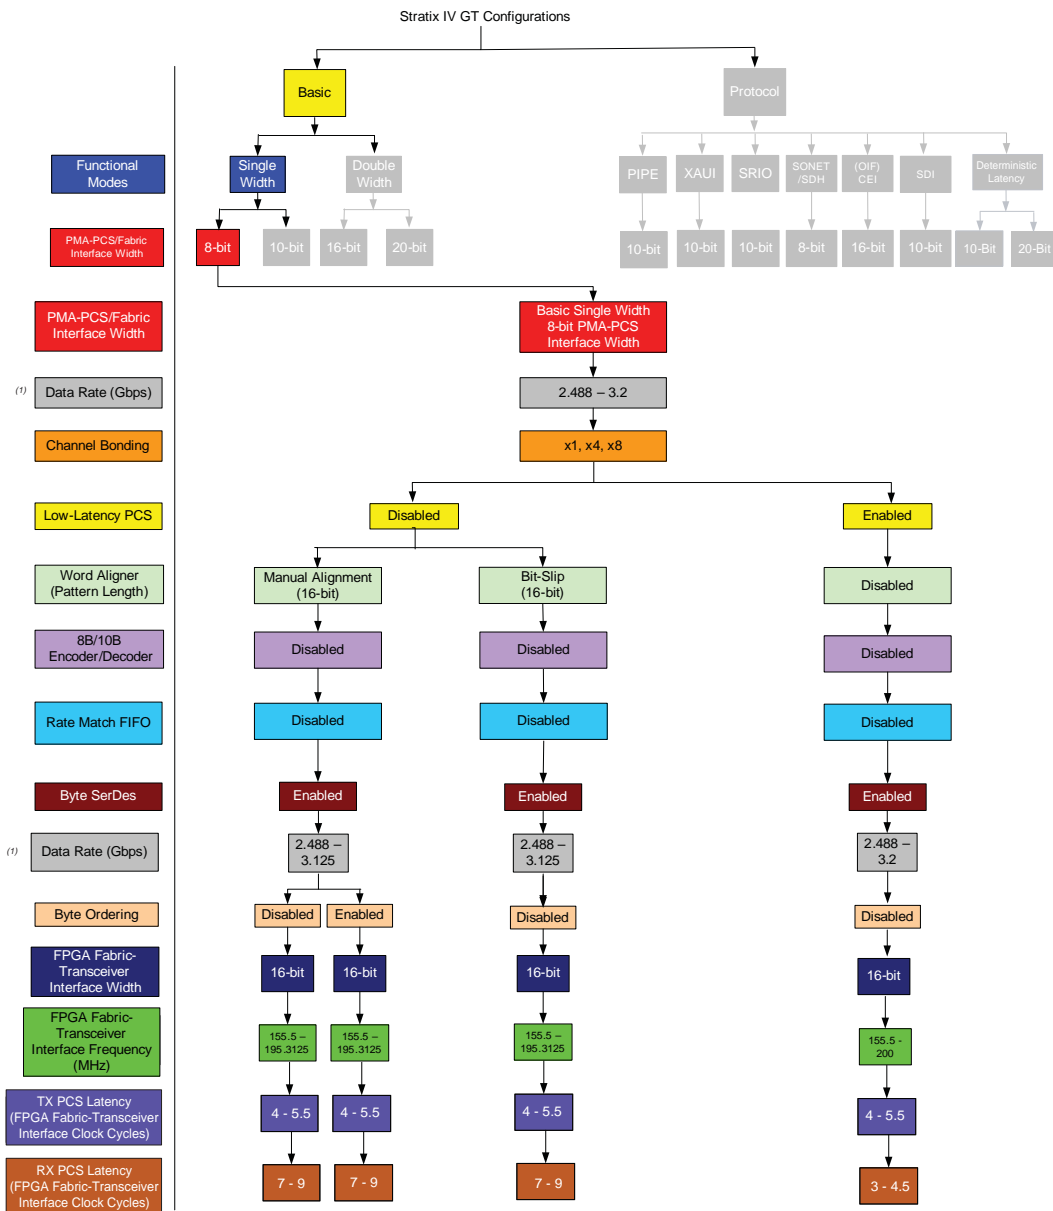 Stratix IV GT Configurations
Basic
Protocol
Functional
Modes
Single
Width
Double
Width
PIPE
XAUI
SRIO
SONET
/SDH
(OIF)
CEI
SDI
Deterministic
Latency
PMA-PCS/Fabric
Interface Width
8-bit
10-bit
16-bit
20-bit
10-bit
10-bit
10-bit
8-bit
16-bit
10-bit
10-Bit
20-Bit
PMA-PCS/Fabric
Interface Width
Basic Single Width
8-bit PMA-PCS
Interface Width
(1)
Data Rate (Gbps)
2.488 – 3.2
Channel Bonding
x1, x4, x8
Low-Latency PCS
Disabled
Enabled
Word Aligner
(Pattern Length)
Manual Alignment
(16-bit)
Bit-Slip
(16-bit)
Disabled
8B/10B
Encoder/Decoder
Disabled
Disabled
Disabled
Rate Match FIFO
Disabled
Disabled
Disabled
Byte SerDes
Enabled
Enabled
Enabled
(1)
Data Rate (Gbps)
2.488 –
3.125
2.488 –
3.125
2.488 –
3.2
Byte Ordering
Disabled
Enabled
Disabled
Disabled
FPGA Fabric-
Transceiver
Interface Width
16-bit
16-bit
16-bit
16-bit
FPGA Fabric-
Transceiver
Interface Frequency
(MHz)
155.5 –
195.3125
155.5 –
195.3125
155.5 –
195.3125
155.5 -
200
TX PCS Latency
(FPGA Fabric-Transceiver
Interface Clock Cycles)
4 - 5.5
4 - 5.5
4 - 5.5
4 - 5.5
RX PCS Latency
(FPGA Fabric-Transceiver
Interface Clock Cycles)
7 - 9
7 - 9
7 - 9
3 - 4.5